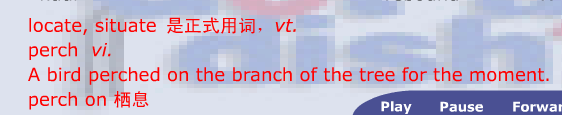 locate, situate 是正式用词，vt.
perch vi.
A bird perched on the branch of the tree for the moment.
perch on 栖息
dish
Play Pause Forwar